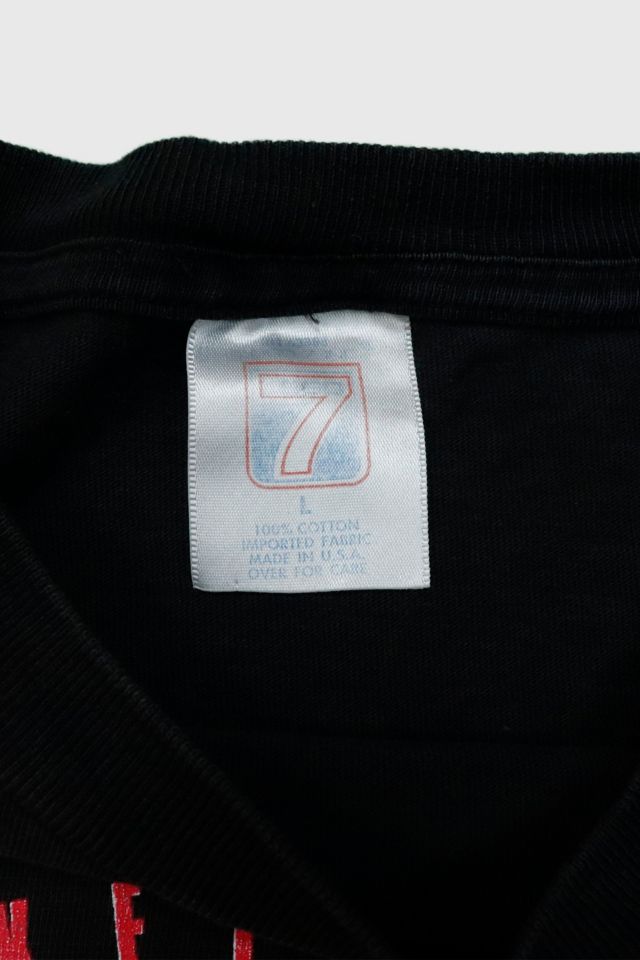 7
L
100% COTTON
IMPORTED FABRIC
MADE IN U.S.A.
OVER FOR CARE